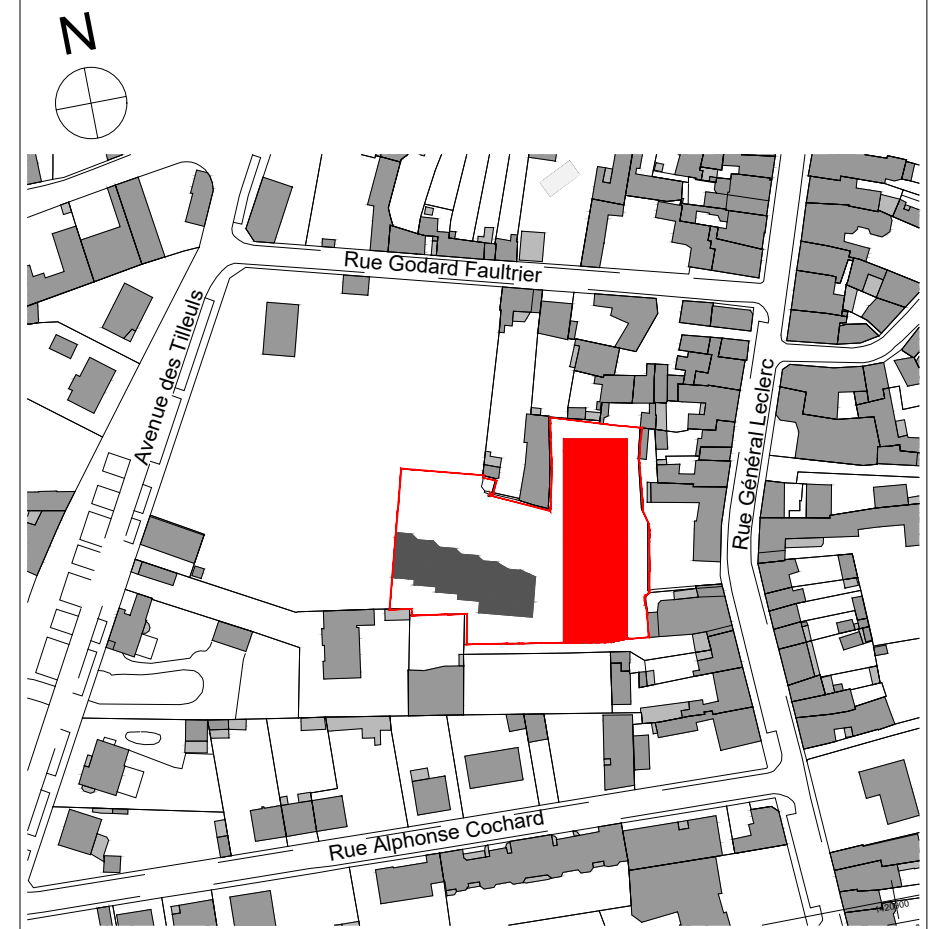 N
Rue Godard Faultrier
Avenue des Tilleuls
Rue Général Leclerc
Rue Alphonse Cochard